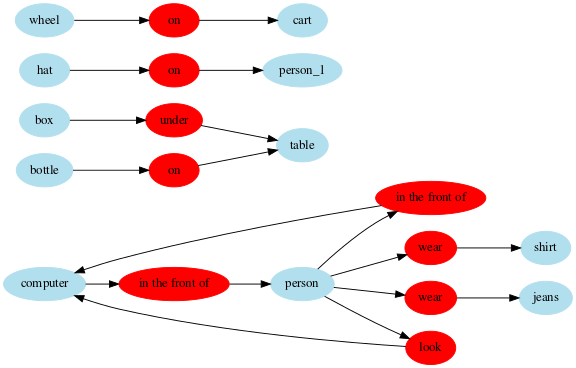 wheel on cart
hat on person_1
box under
bottle on table
in the front of
wear shirt
computer in the front of person
wear jeans
look